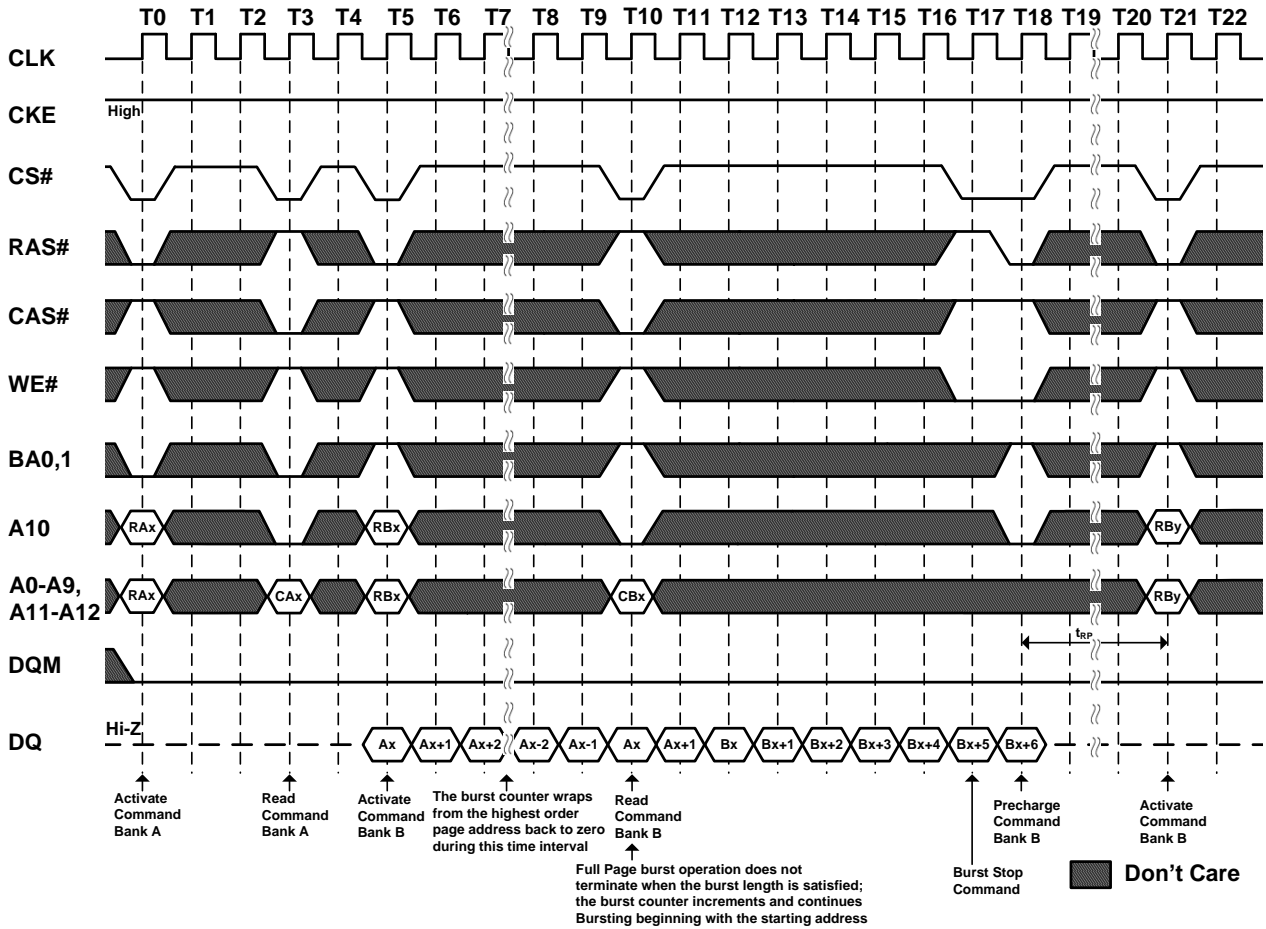 T0 T1 T2 T3 T4 T5 T6 T7 T8 T9 T10 T11 T12 T13 T14 T15 T16 T17 T18 T19 T20 T21 T22
CLK
CKE
High
CS#
RAS#
CAS#
WE#
BA0,1
A10
RAx RBx RBy
A0-A9,
A11-A12
RAx CAx RBx CBx RBy
tRP
DQM
DQ
Hi-Z
Ax Ax+1 Ax+2 Ax-2 Ax-1 Ax Ax+1 Bx Bx+1 Bx+2 Bx+3 Bx+4 Bx+5 Bx+6
Activate
Command
Bank A
Read
Command
Bank A
Activate
Command
Bank B
The burst counter wraps
from the highest order
page address back to zero
during this time interval
Read
Command
Bank B
Full Page burst operation does not
terminate when the burst length is satisfied;
the burst counter increments and continues
Bursting beginning with the starting address
Burst Stop
Command
Precharge
Command
Bank B
Activate
Command
Bank B
Don't Care